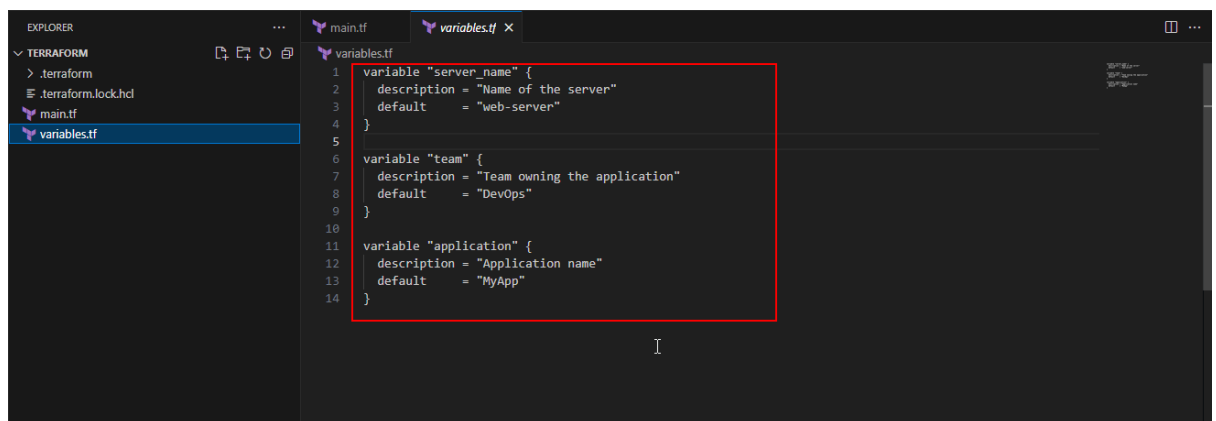 EXPLORER
TERRAFORM
.terraform
.terraform.lock.hcl
main.tf
variables.tf
main.tf
variables.tf
variables.tf
1 variable "server_name" {
2   description = "Name of the server"
3   default     = "web-server"
4 }
5
6 variable "team" {
7   description = "Team owning the application"
8   default     = "DevOps"
9 }
10
11 variable "application" {
12   description = "Application name"
13   default     = "MyApp"
14 }